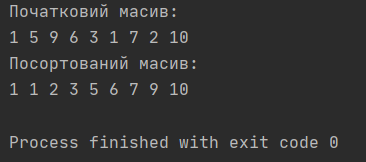 Початковий масив:
1 5 9 6 3 1 7 2 10
Посортований масив:
1 1 2 3 5 6 7 9 10
Process finished with exit code 0